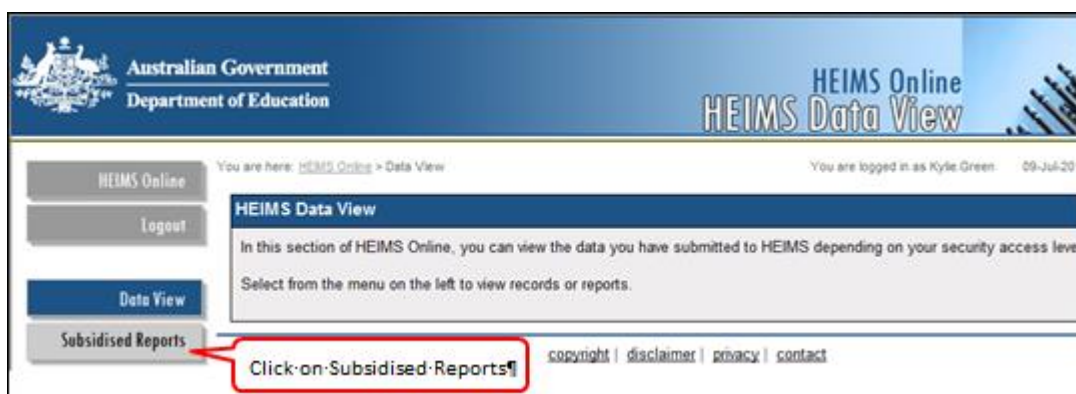 Australian Government
Department of Education
HEIMS Online
HEIMS Data View
You are here: HEIMS Online > Data View
You are logged in as Kylie.Green 09-Jul-20
HEIMS Online
Logout
HEIMS Data View
In this section of HEIMS Online, you can view the data you have submitted to HEIMS depending on your security access leve
Select from the menu on the left to view records or reports.
Data View
Subsidised Reports
Click·on·Subsidised·Reports¶
copyright | disclaimer | privacy | contact